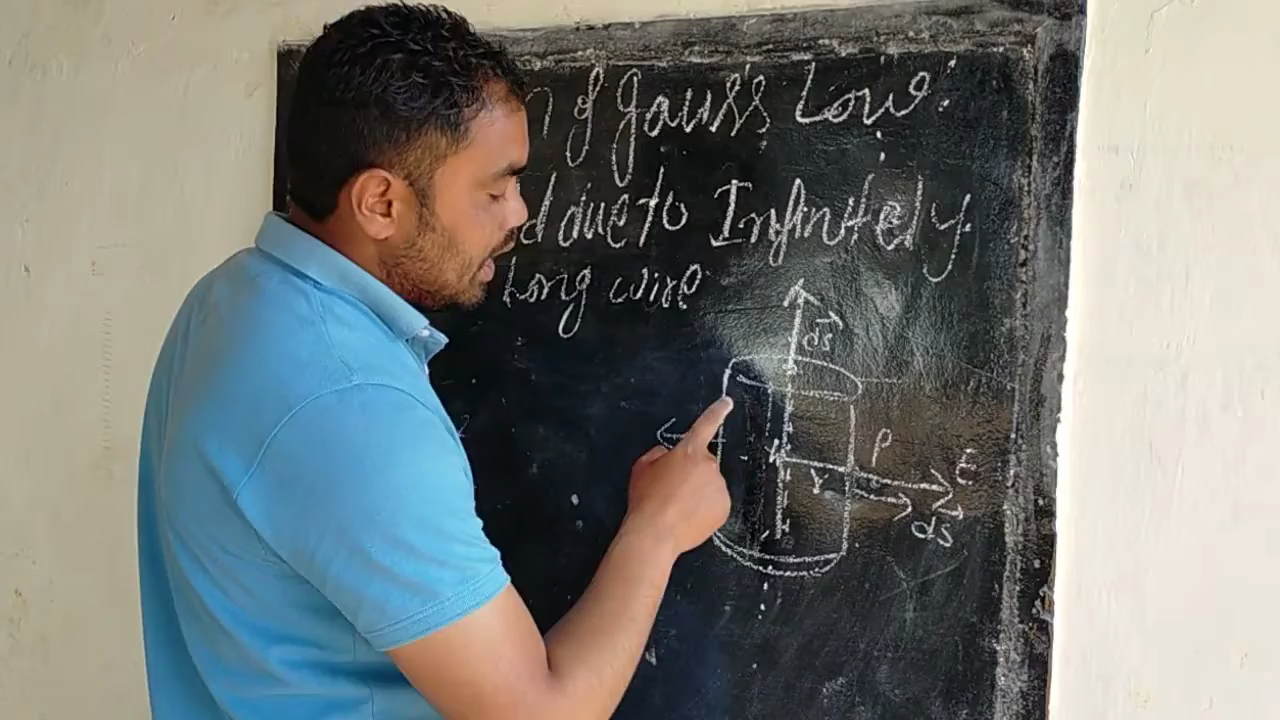 n of Gauss's Law:
d due to Infinitely
Long wire
ds
P
E
r
ds